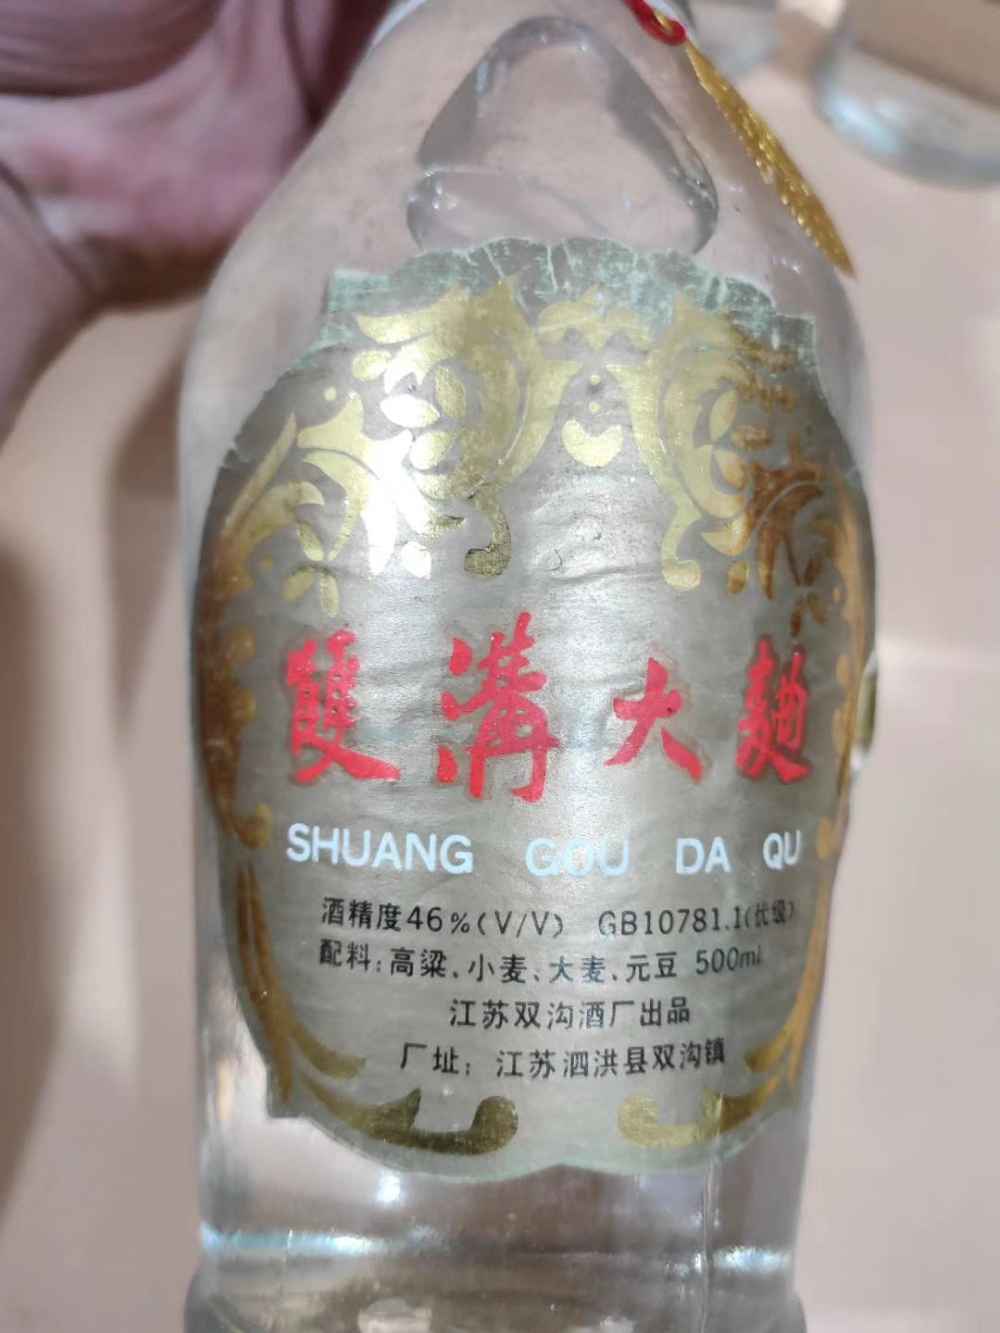 雙溝大麯
SHUANG GOU DA QU
酒精度46%(V/V) GB10781.1(优级)
配料:高粱、小麦、大麦、元豆 500ml
江苏双沟酒厂出品
厂址:江苏泗洪县双沟镇